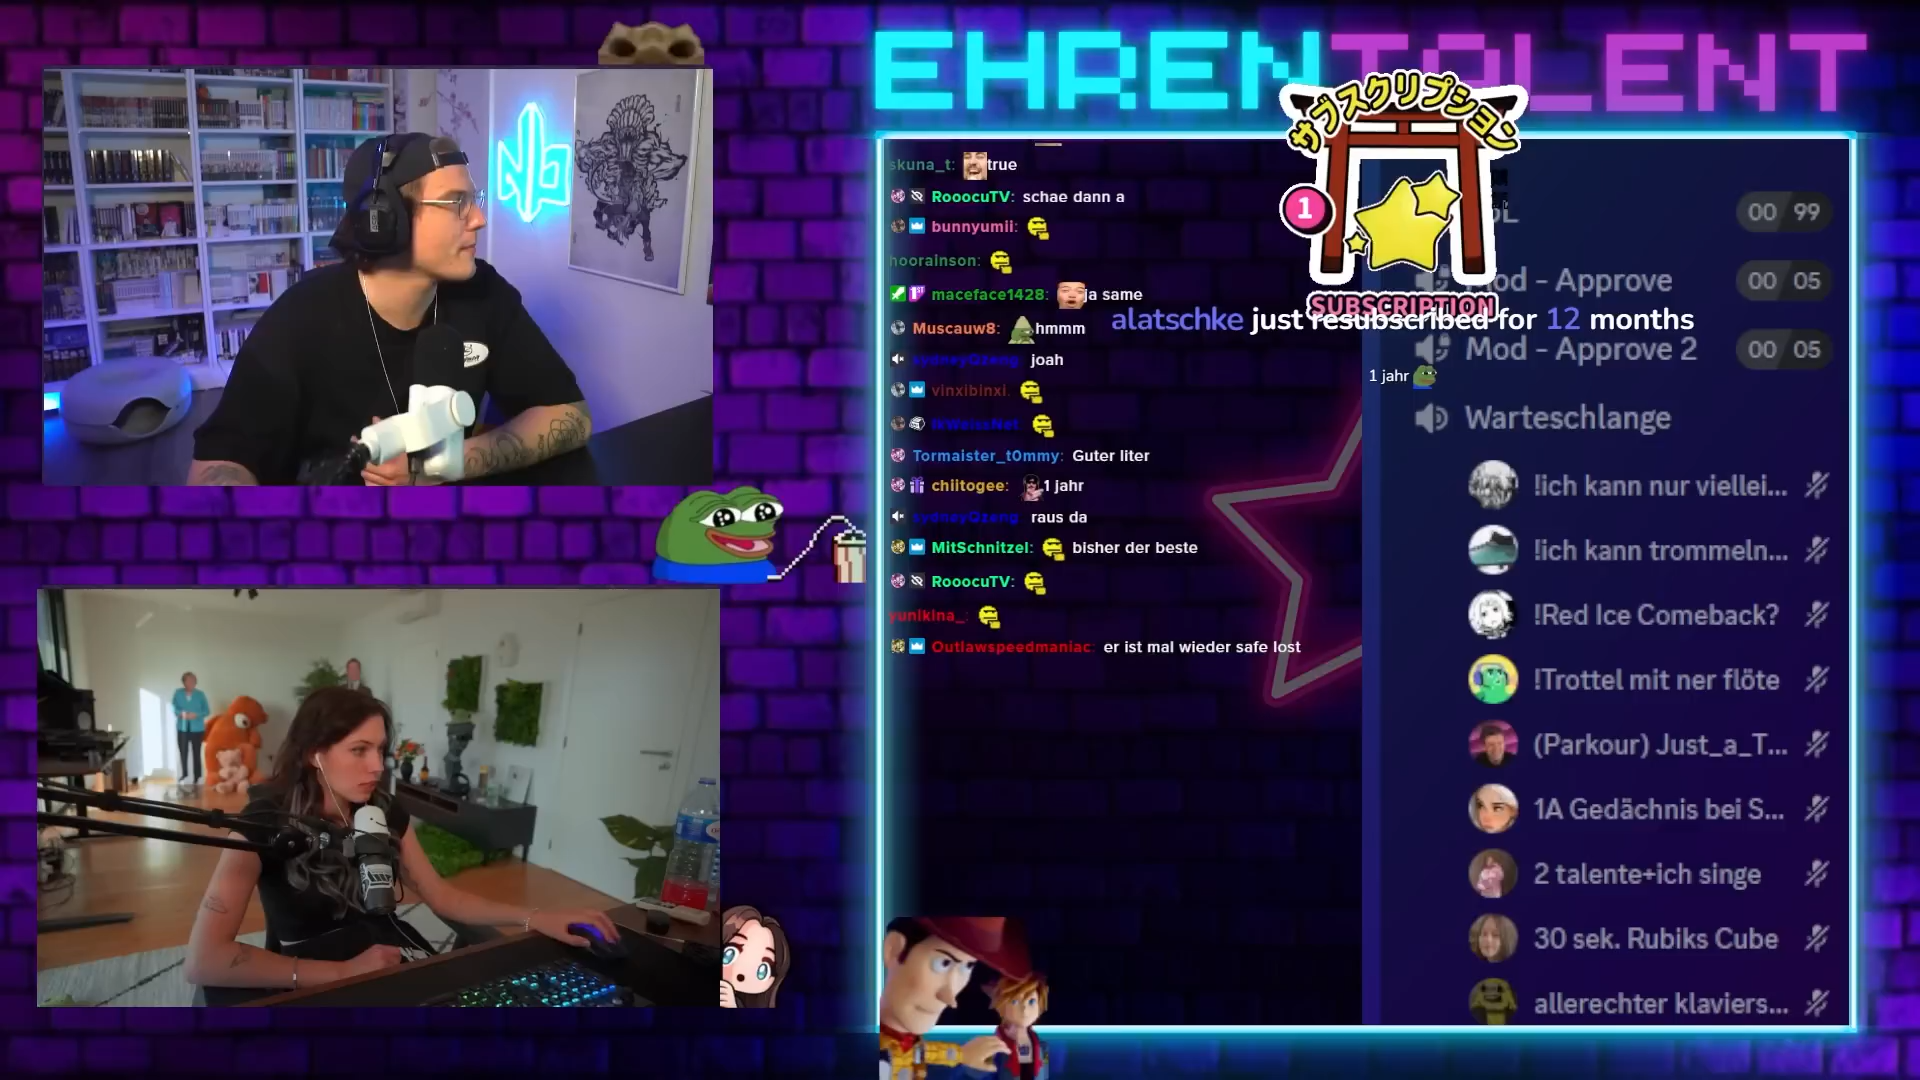 EHRENTALENT
サブスクリプション
1
SUBSCRIPTION
alatschke just resubscribed for 12 months
1 jahr
skuna_t: true
RooocuTV: schae dann a
bunnyumii:
hoorainson:
maceface1428: ja same
Muscauw8: hmmm
sydneyQzeng: joah
vinxibinxi:
IkWeissNet:
Tormaister_t0mmy: Guter liter
chiitogee: 1 jahr
sydneyQzeng: raus da
MitSchnitzel: bisher der beste
RooocuTV:
yunikina_:
Outlawspeedmaniac: er ist mal wieder safe lost
00 99
Mod - Approve 00 05
Mod - Approve 2 00 05
Warteschlange
!ich kann nur viellei...
!ich kann trommeln...
!Red Ice Comeback?
!Trottel mit ner flöte
(Parkour) Just_a_T...
1A Gedächnis bei S...
2 talente+ich singe
30 sek. Rubiks Cube
allerechter klaviers...